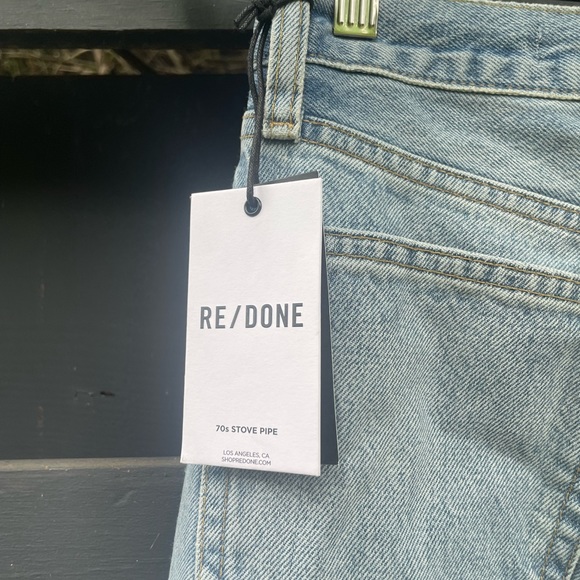 RE/DONE
70s STOVE PIPE
LOS ANGELES, CA
SHOPREDONE.COM